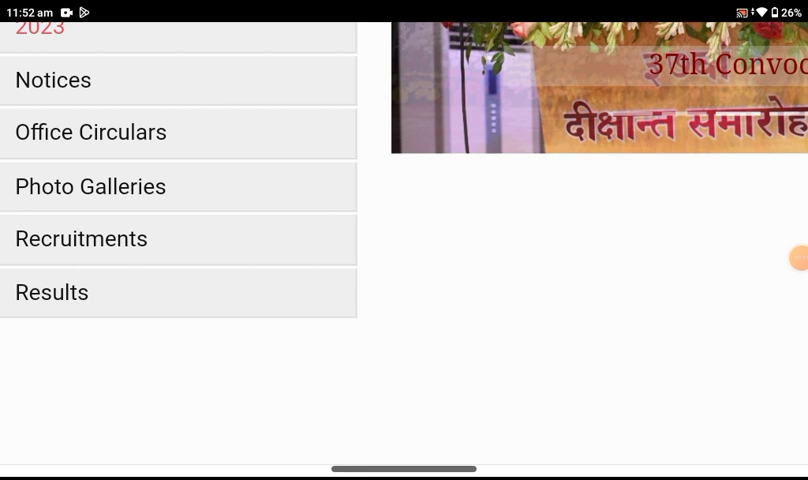 11:52 am
26%
2023
Notices
Office Circulars
Photo Galleries
Recruitments
Results
37th Convoc
दीक्षान्त समारोह